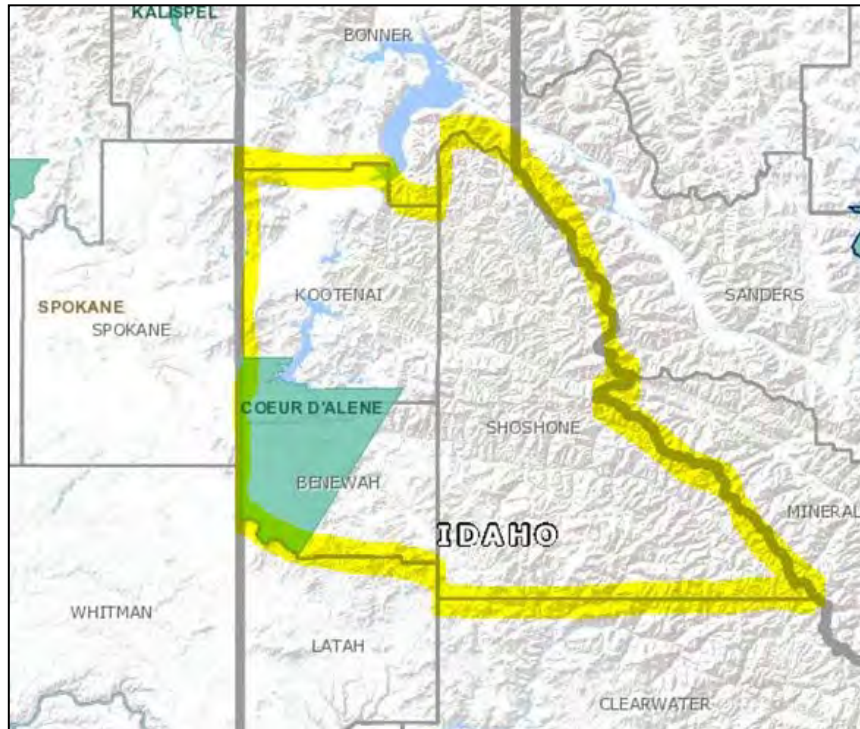 KALISPEL
BONNER
SPOKANE
SPOKANE
KOOTENAI
SANDERS
COEUR D'ALENE
SHOSHONE
BENEWAH
MINERAL
IDAHO
WHITMAN
LATAH
CLEARWATER